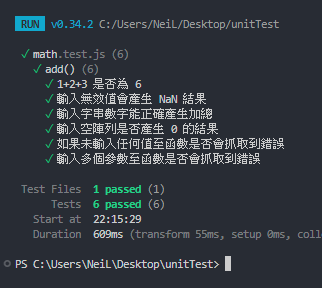 RUN v0.34.2 C:/Users/NeiL/Desktop/unitTest
✓ math.test.js (6)
✓ add() (6)
✓ 1+2+3 是否為 6
✓ 輸入無效值會產生 NaN 結果
✓ 輸入字串數字能正確產生加總
✓ 輸入空陣列是否產生 0 的結果
✓ 如果未輸入任何值至函數是否會抓取到錯誤
✓ 輸入多個參數至函數是否會抓取到錯誤
Test Files 1 passed (1)
Tests 6 passed (6)
Start at 22:15:29
Duration 609ms (transform 55ms, setup 0ms, coll
PS C:\Users\NeiL\Desktop\unitTest>